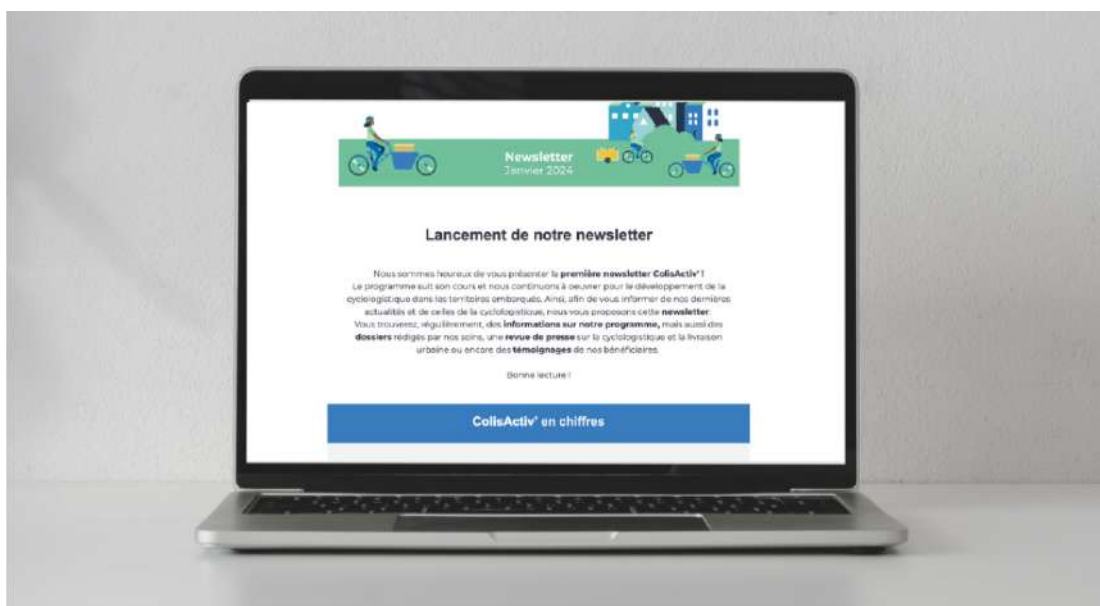 Newsletter
Janvier 2024
Lancement de notre newsletter
Nous sommes heureux de vous présenter la première newsletter ColisActiv' !
Le programme suit son cours et nous continuons à oeuvrer pour le développement de la
cyclologistique dans les territoires embarqués. Ainsi, afin de vous informer de nos dernières
actualités et de celles de la cyclologistique, nous vous proposons cette newsletter.
Vous trouverez, régulièrement, des informations sur notre programme, mais aussi des
dossiers rédigés par nos soins, une revue de presse sur la cyclologistique et la livraison
urbaine ou encore des témoignages de nos bénéficiaires.
Bonne lecture !
ColisActiv' en chiffres